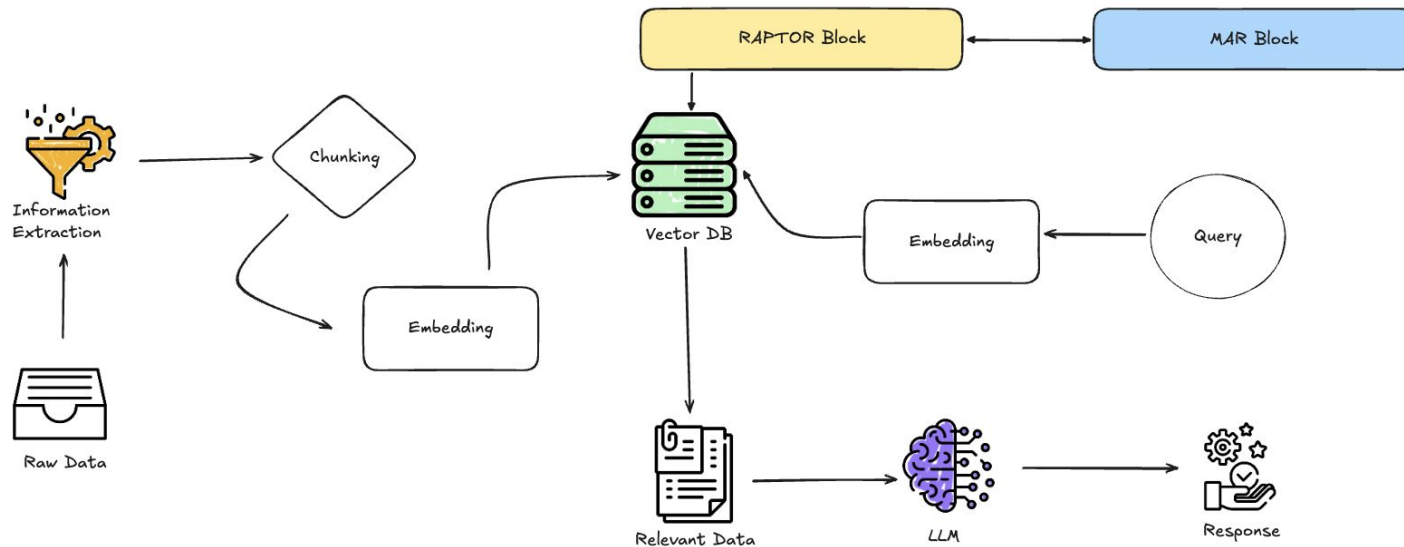 RAPTOR Block
MAR Block
Information
Extraction
Chunking
Embedding
Vector DB
Embedding
Query
Raw Data
Relevant Data
LLM
Response